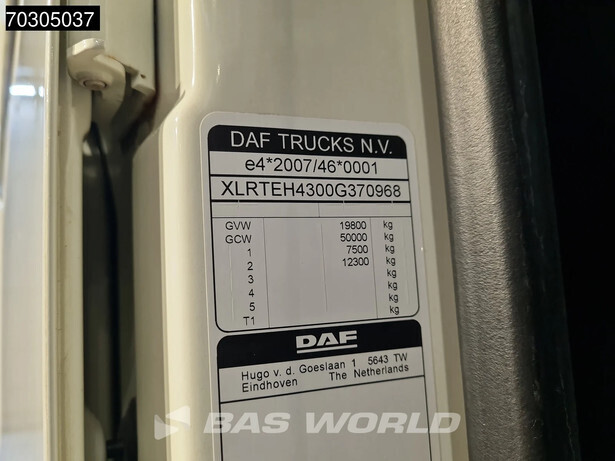 70305037
DAF TRUCKS N.V.
e4*2007/46*0001
XLRTEH4300G370968
GVW 19800 kg
GCW 50000 kg
1 7500 kg
2 12300 kg
3 kg
4 kg
5 kg
T1
DAF
Hugo v. d. Goeslaan 1 5643 TW
Eindhoven The Netherlands
BAS WORLD